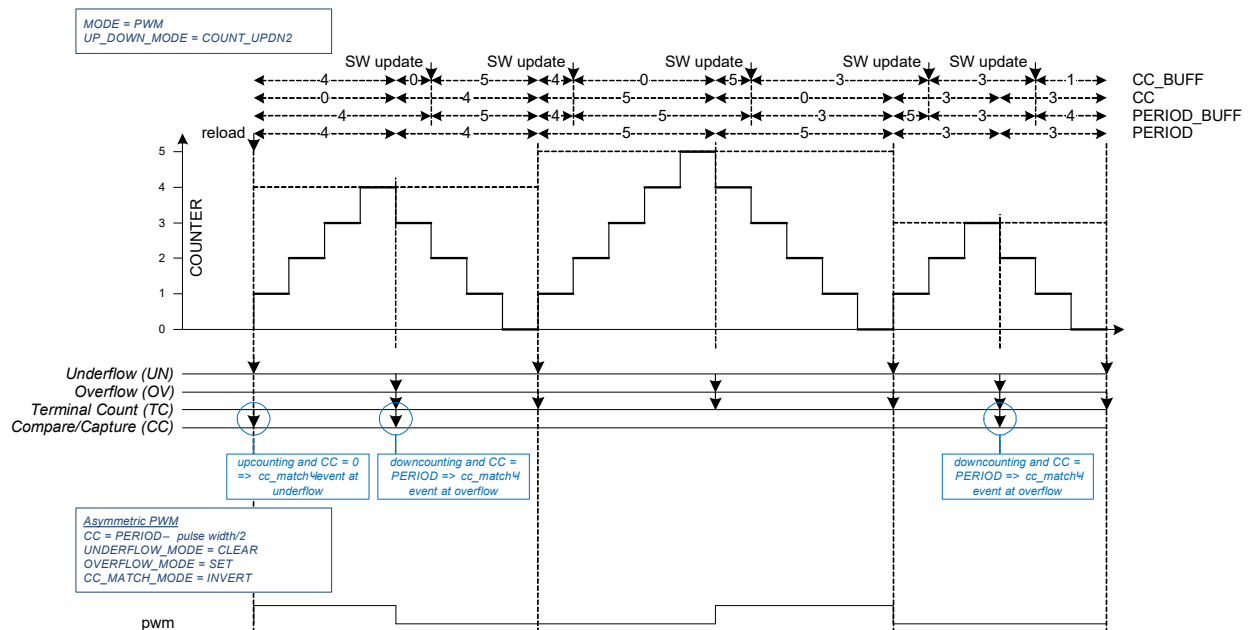 MODE = PWM
UP_DOWN_MODE = COUNT_UPDN2
SW update SW update SW update SW update SW update
4 0 5 4 0 5 3 3 1 CC_BUFF
0 4 5 0 3 3 CC
4 5 4 5 3 5 3 4 PERIOD_BUFF
reload 4 4 5 5 3 3 PERIOD
5
4
3
2
1
0
COUNTER
Underflow (UN)
Overflow (OV)
Terminal Count (TC)
Compare/Capture (CC)
upcounting and CC = 0
=> cc_match event at
underflow
downcounting and CC =
PERIOD => cc_match
event at overflow
downcounting and CC =
PERIOD => cc_match
event at overflow
Asymmetric PWM
CC = PERIOD– pulse width/2
UNDERFLOW_MODE = CLEAR
OVERFLOW_MODE = SET
CC_MATCH_MODE = INVERT
pwm